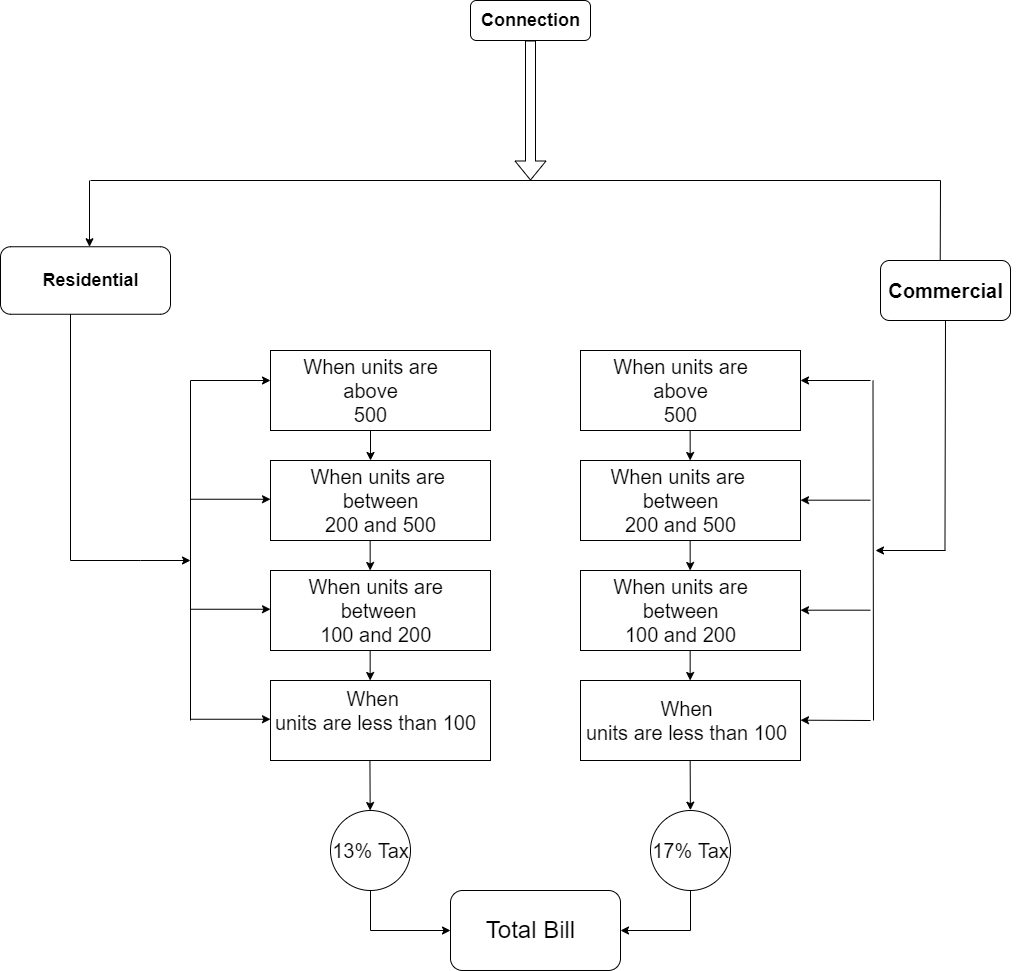 Connection
Residential
Commercial
When units are
above
500
When units are
above
500
When units are
between
200 and 500
When units are
between
200 and 500
When units are
between
100 and 200
When units are
between
100 and 200
When
units are less than 100
When
units are less than 100
13% Tax
17% Tax
Total Bill